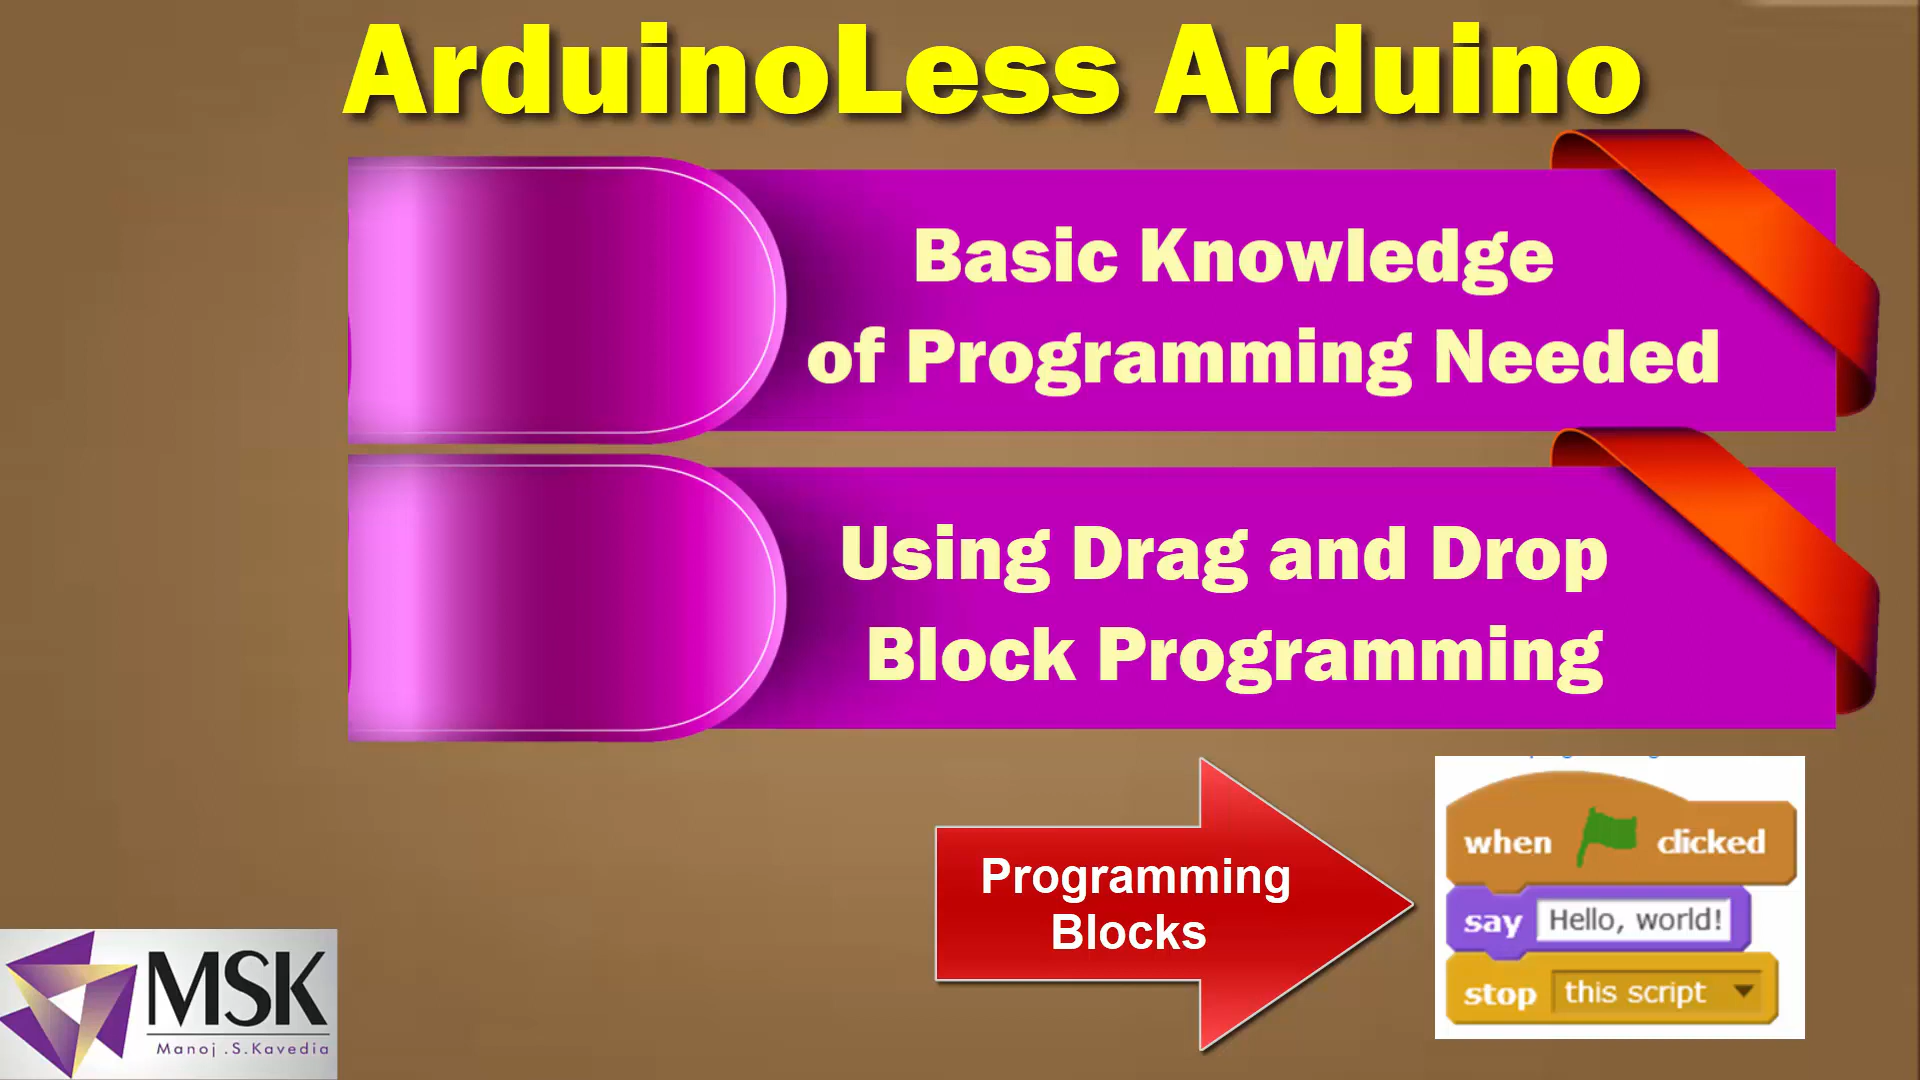 ArduinoLess Arduino
Basic Knowledge
of Programming Needed
Using Drag and Drop
Block Programming
Programming
Blocks
when clicked
say Hello, world!
stop this script
MSK
Manoj .S.Kavedia